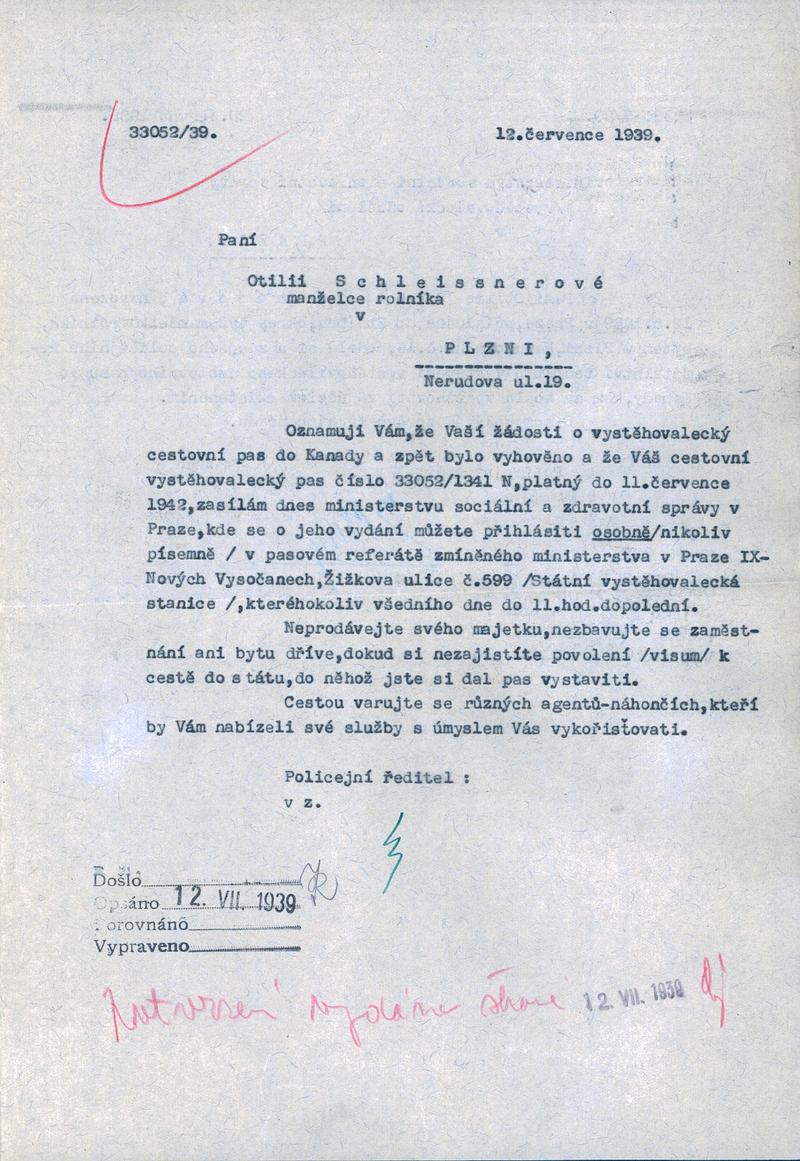 33052/39.
12.července 1939.
Paní
Otilii S c h l e i s s n e r o v é
manželce rolníka
v
P L Z N I ,
Nerudova ul.19.
Oznamuji Vám,že Vaší žádosti o vystěhovalecký
cestovní pas do Kanady a zpět bylo vyhověno a že Váš cestovní
vystěhovalecký pas číslo 33052/1341 N,platný do 11.července
1942,zasílám dnes ministerstvu sociální a zdravotní správy v
Praze,kde se o jeho vydání můžete přihlásiti osobně/nikoliv
písemně / v pasovém referátě zmíněného ministerstva v Praze IX-
Nových Vysočanech,Žižkova ulice č.599 /Státní vystěhovalecká
stanice /,kteréhokoliv všedního dne do 11.hod.dopolední.
Neprodávejte svého majetku,nezbavujte se zaměst-
nání ani bytu dříve,dokud si nezajistíte povolení /visum/ k
cestě do státu,do něhož jste si dal pas vystaviti.
Cestou varujte se různých agentů-náhončích,kteří
by Vám nabízeli své služby s úmyslem Vás vykořisťovati.
Policejní ředitel :
v z.
Došlo
Opsáno 12. VII. 1939
Porovnáno
Vypraveno
Potvrzení vydáno straně 12. VII. 1939